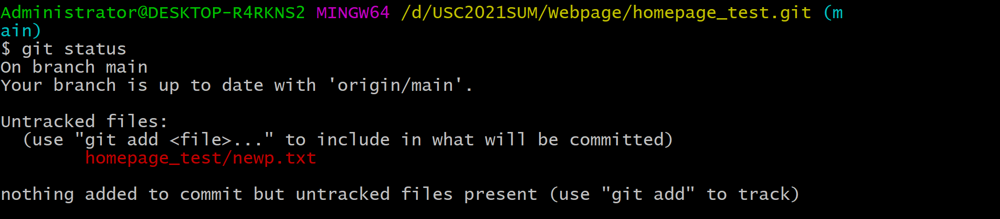 Administrator@DESKTOP-R4RKNS2 MINGW64 /d/USC2021SUM/Webpage/homepage_test.git (m
ain)
$ git status
On branch main
Your branch is up to date with 'origin/main'.
Untracked files:
  (use "git add <file>..." to include in what will be committed)
        homepage_test/newp.txt
nothing added to commit but untracked files present (use "git add" to track)